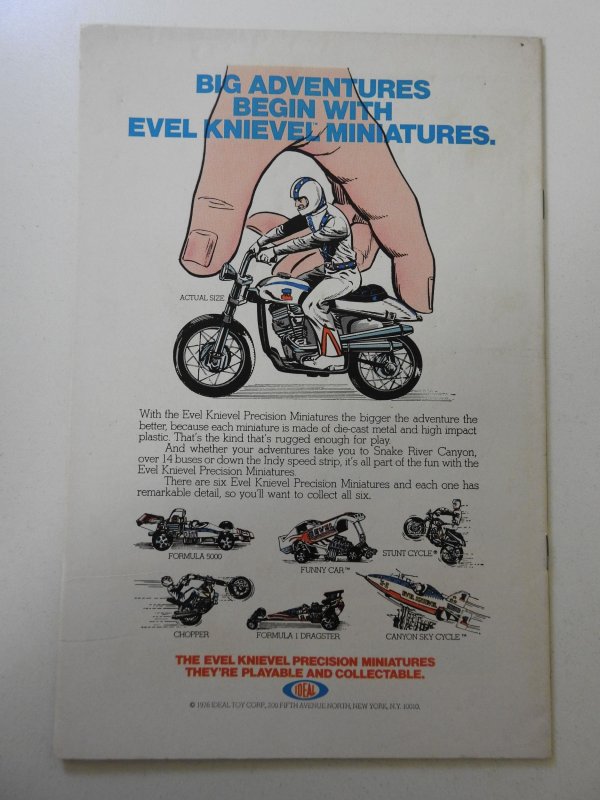 BIG ADVENTURES
BEGIN WITH
EVEL KNIEVEL™ MINIATURES.
ACTUAL SIZE
With the Evel Knievel Precision Miniatures the bigger the adventure the
better, because each miniature is made of die-cast metal and high impact
plastic. That's the kind that's rugged enough for play.
And whether your adventures take you to Snake River Canyon,
over 14 buses or down the Indy speed strip, it's all part of the fun with the
Evel Knievel Precision Miniatures.
There are six Evel Knievel Precision Miniatures and each one has
remarkable detail, so you'll want to collect all six.
FORMULA 5000
FUNNY CAR™
STUNT CYCLE®
CHOPPER
FORMULA 1 DRAGSTER
CANYON SKY CYCLE™
THE EVEL KNIEVEL PRECISION MINIATURES
THEY'RE PLAYABLE AND COLLECTABLE.
IDEAL
© 1976 IDEAL TOY CORP., 200 FIFTH AVENUE NORTH, NEW YORK, N.Y. 10010.